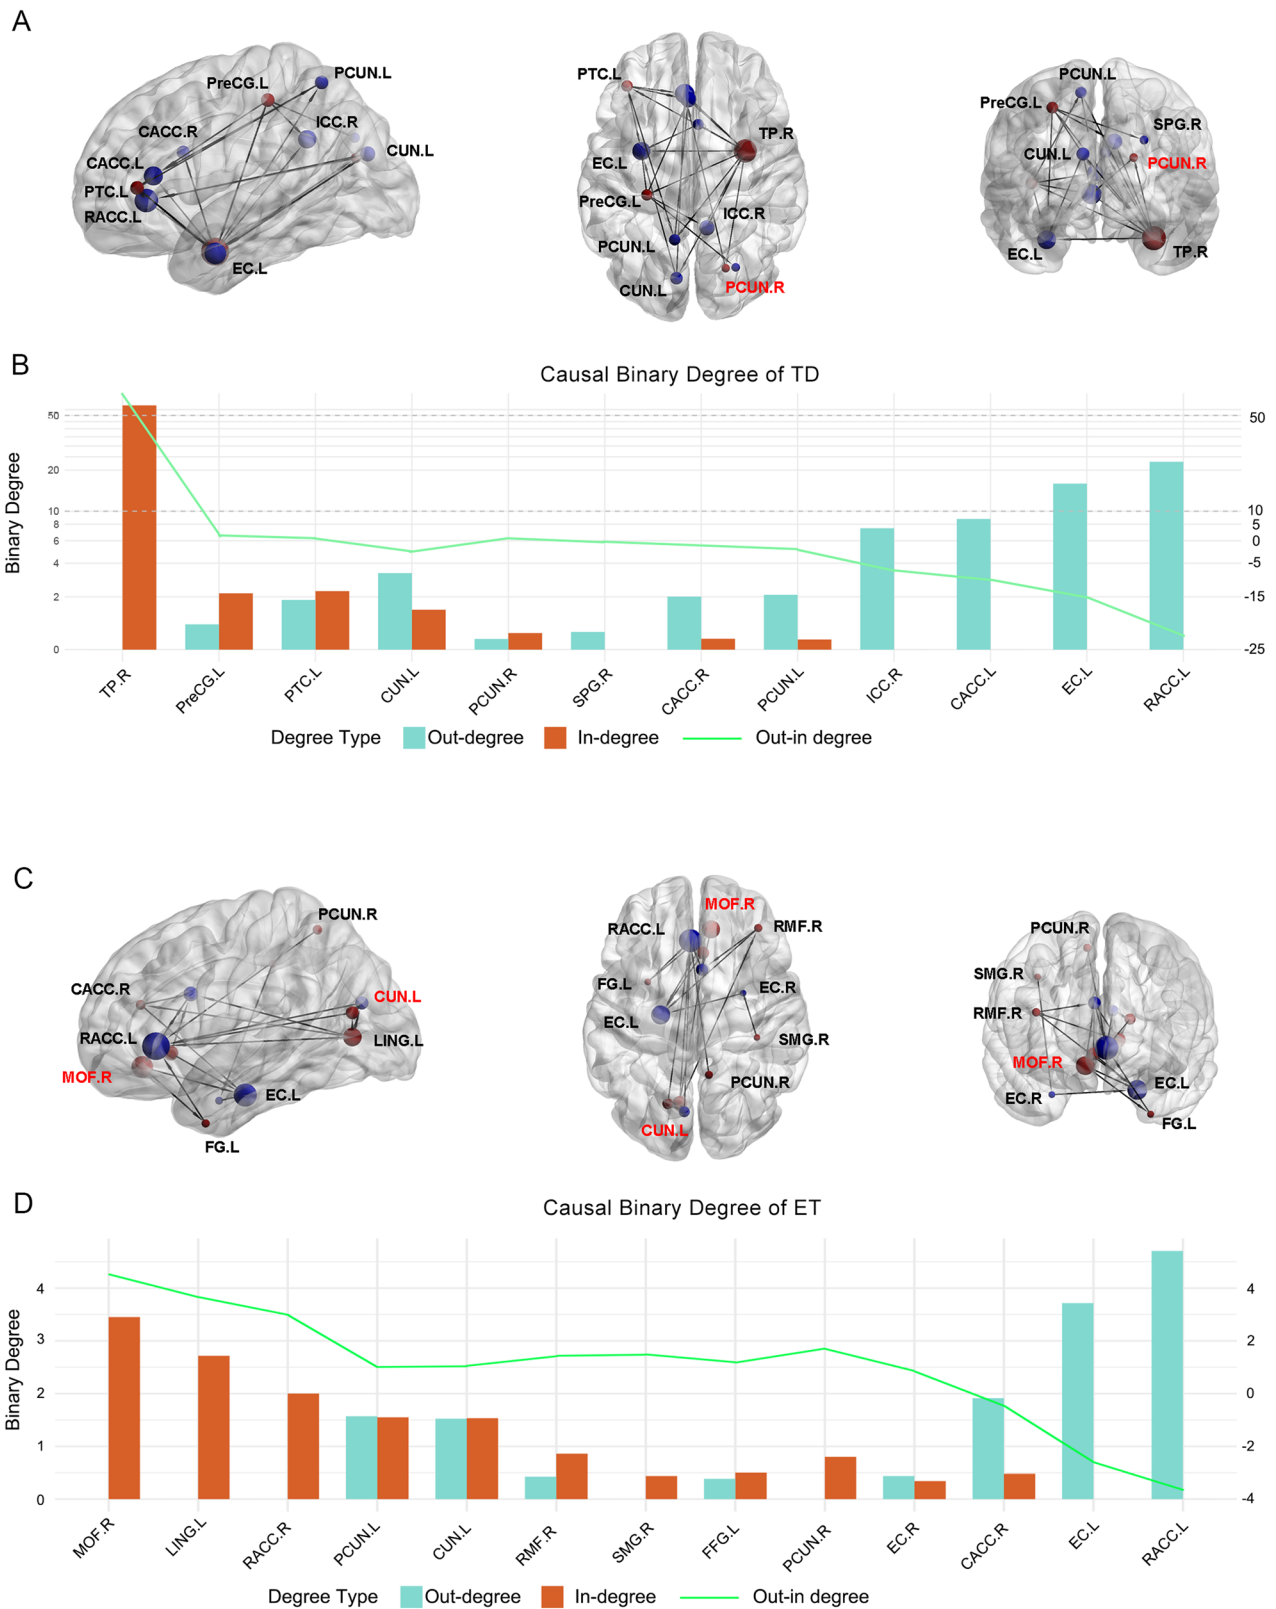 A
PreCG.L
PCUN.L
CACC.R
ICC.R
CACC.L
CUN.L
PTC.L
RACC.L
EC.L
PTC.L
TP.R
EC.L
PreCG.L
ICC.R
PCUN.L
CUN.L
PCUN.R
PCUN.L
PreCG.L
SPG.R
CUN.L
PCUN.R
EC.L
TP.R
B
Causal Binary Degree of TD
Binary Degree
50
20
10
8
6
4
2
0
50
10
5
0
-5
-15
-25
TP.R
PreCG.L
PTC.L
CUN.L
PCUN.R
SPG.R
CACC.R
PCUN.L
ICC.R
CACC.L
EC.L
RACC.L
Degree Type Out-degree In-degree Out-in degree
C
PCUN.R
CACC.R
CUN.L
RACC.L
LING.L
MOF.R
EC.L
FG.L
MOF.R
RACC.L
RMF.R
FG.L
EC.R
EC.L
SMG.R
PCUN.R
CUN.L
PCUN.R
SMG.R
RMF.R
MOF.R
EC.L
EC.R
FG.L
D
Causal Binary Degree of ET
Binary Degree
4
3
2
1
0
4
2
0
-2
-4
MOF.R
LING.L
RACC.R
PCUN.L
CUN.L
RMF.R
SMG.R
FFG.L
PCUN.R
EC.R
CACC.R
EC.L
RACC.L
Degree Type Out-degree In-degree Out-in degree